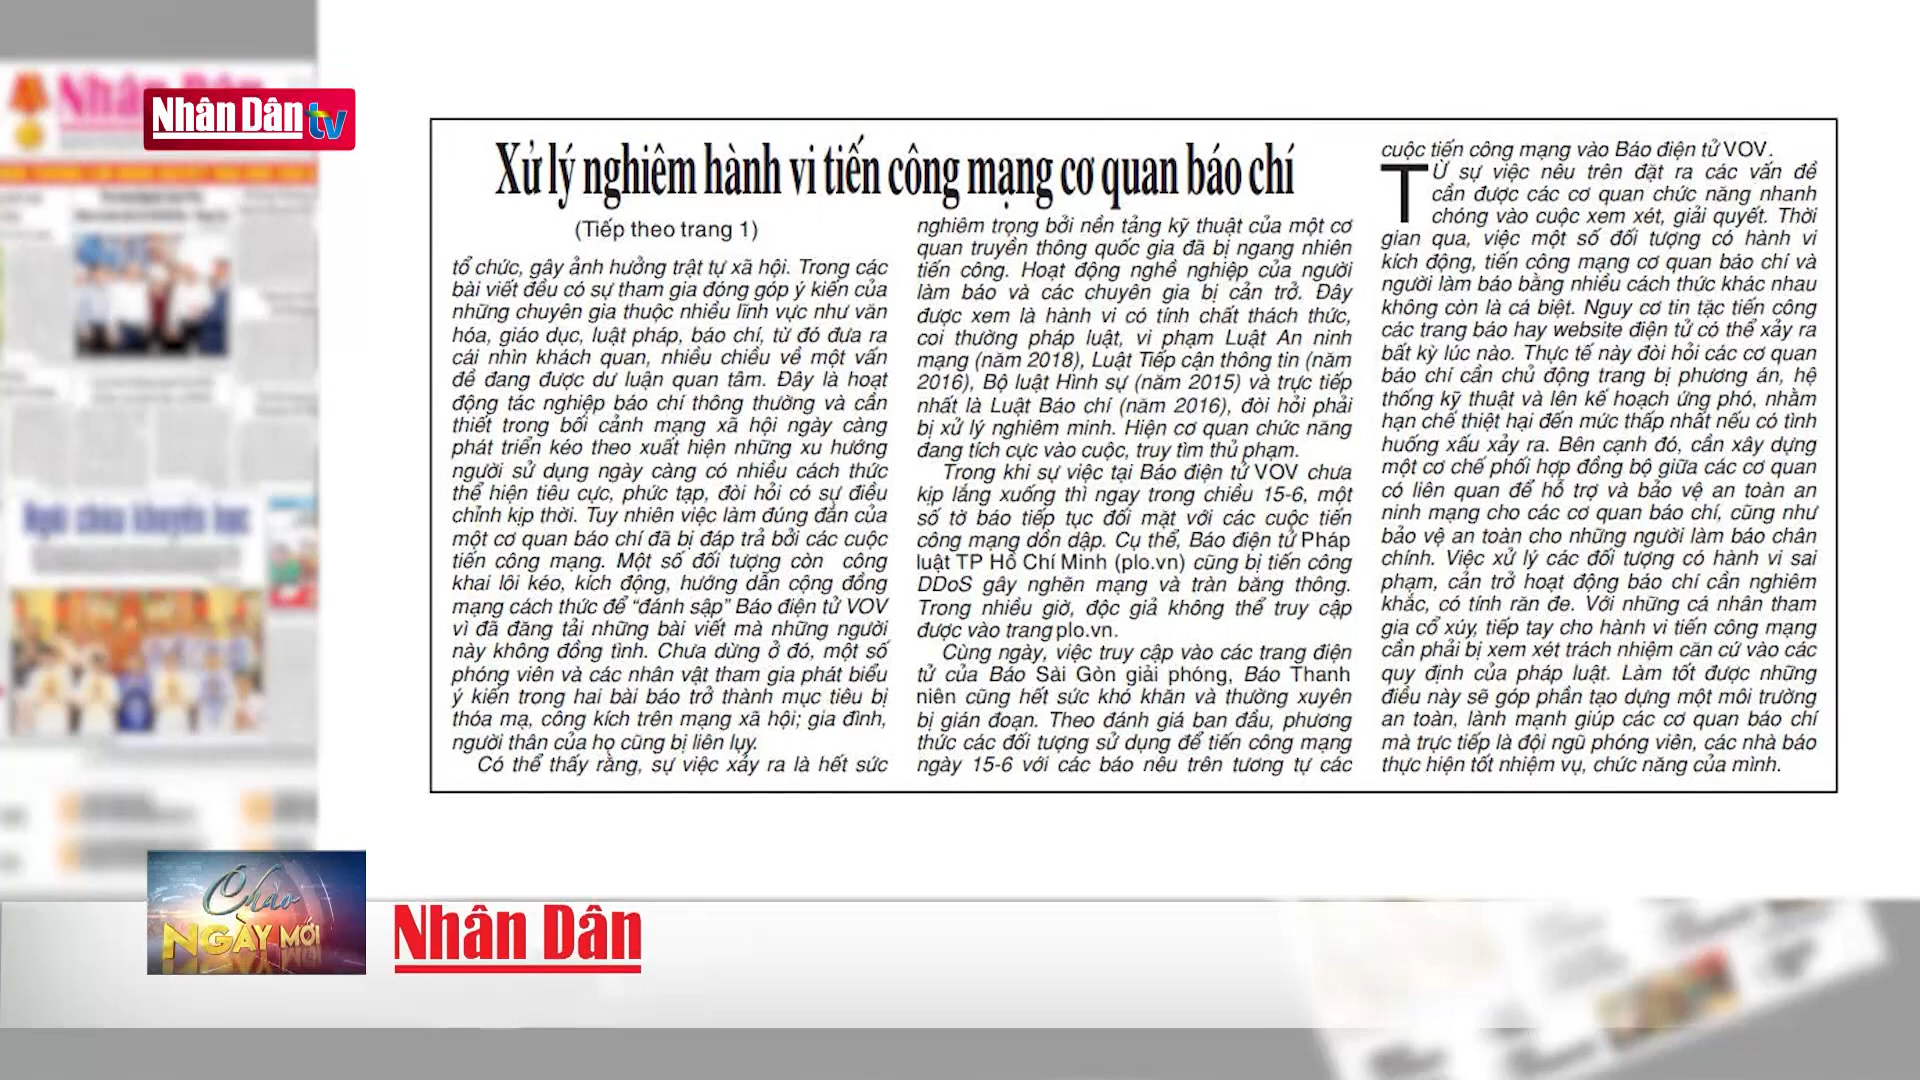 Nhân Dân
Nhân Dân tv
Xử lý nghiêm hành vi tiến công mạng cơ quan báo chí
(Tiếp theo trang 1)
tổ chức, gây ảnh hưởng trật tự xã hội. Trong các
bài viết đều có sự tham gia đóng góp ý kiến của
những chuyên gia thuộc nhiều lĩnh vực như văn
hóa, giáo dục, luật pháp, báo chí, từ đó đưa ra
cái nhìn khách quan, nhiều chiều về một vấn
đề đang được dư luận quan tâm. Đây là hoạt
động tác nghiệp báo chí thông thường và cần
thiết trong bối cảnh mạng xã hội ngày càng
phát triển kéo theo xuất hiện những xu hướng
người sử dụng ngày càng có nhiều cách thức
thể hiện tiêu cực, phức tạp, đòi hỏi có sự điều
chỉnh kịp thời. Tuy nhiên việc làm đúng đắn của
một cơ quan báo chí đã bị đáp trả bởi các cuộc
tiến công mạng. Một số đối tượng còn công
khai lôi kéo, kích động, hướng dẫn cộng đồng
mạng cách thức để “đánh sập” Báo điện tử VOV
vì đã đăng tải những bài viết mà những người
này không đồng tình. Chưa dừng ở đó, một số
phóng viên và các nhân vật tham gia phát biểu
ý kiến trong hai bài báo trở thành mục tiêu bị
thóa mạ, công kích trên mạng xã hội; gia đình,
người thân của họ cũng bị liên lụy.
Có thể thấy rằng, sự việc xảy ra là hết sức
nghiêm trọng bởi nền tảng kỹ thuật của một cơ
quan truyền thông quốc gia đã bị ngang nhiên
tiến công. Hoạt động nghề nghiệp của người
làm báo và các chuyên gia bị cản trở. Đây
được xem là hành vi có tính chất thách thức,
coi thường pháp luật, vi phạm Luật An ninh
mạng (năm 2018), Luật Tiếp cận thông tin (năm
2016), Bộ luật Hình sự (năm 2015) và trực tiếp
nhất là Luật Báo chí (năm 2016), đòi hỏi phải
bị xử lý nghiêm minh. Hiện cơ quan chức năng
đang tích cực vào cuộc, truy tìm thủ phạm.
Trong khi sự việc tại Báo điện tử VOV chưa
kịp lắng xuống thì ngay trong chiều 15-6, một
số tờ báo tiếp tục đối mặt với các cuộc tiến
công mạng dồn dập. Cụ thể, Báo điện tử Pháp
luật TP Hồ Chí Minh (plo.vn) cũng bị tiến công
DDoS gây nghẽn mạng và tràn băng thông.
Trong nhiều giờ, độc giả không thể truy cập
được vào trang plo.vn.
Cùng ngày, việc truy cập vào các trang điện
tử của Báo Sài Gòn giải phóng, Báo Thanh
niên cũng hết sức khó khăn và thường xuyên
bị gián đoạn. Theo đánh giá ban đầu, phương
thức các đối tượng sử dụng để tiến công mạng
ngày 15-6 với các báo nêu trên tương tự các
cuộc tiến công mạng vào Báo điện tử VOV.
TỪ sự việc nêu trên đặt ra các vấn đề
cần được các cơ quan chức năng nhanh
chóng vào cuộc xem xét, giải quyết. Thời
gian qua, việc một số đối tượng có hành vi
kích động, tiến công mạng cơ quan báo chí và
người làm báo bằng nhiều cách thức khác nhau
không còn là cá biệt. Nguy cơ tin tặc tiến công
các trang báo hay website điện tử có thể xảy ra
bất kỳ lúc nào. Thực tế này đòi hỏi các cơ quan
báo chí cần chủ động trang bị phương án, hệ
thống kỹ thuật và lên kế hoạch ứng phó, nhằm
hạn chế thiệt hại đến mức thấp nhất nếu có tình
huống xấu xảy ra. Bên cạnh đó, cần xây dựng
một cơ chế phối hợp đồng bộ giữa các cơ quan
có liên quan để hỗ trợ và bảo vệ an toàn an
ninh mạng cho các cơ quan báo chí, cũng như
bảo vệ an toàn cho những người làm báo chân
chính. Việc xử lý các đối tượng có hành vi sai
phạm, cản trở hoạt động báo chí cần nghiêm
khắc, có tính răn đe. Với những cá nhân tham
gia cổ xúy, tiếp tay cho hành vi tiến công mạng
cần phải bị xem xét trách nhiệm căn cứ vào các
quy định của pháp luật. Làm tốt được những
điều này sẽ góp phần tạo dựng một môi trường
an toàn, lành mạnh giúp các cơ quan báo chí
mà trực tiếp là đội ngũ phóng viên, các nhà báo
thực hiện tốt nhiệm vụ, chức năng của mình.
Chào
NGÀY MỚI
Nhân Dân